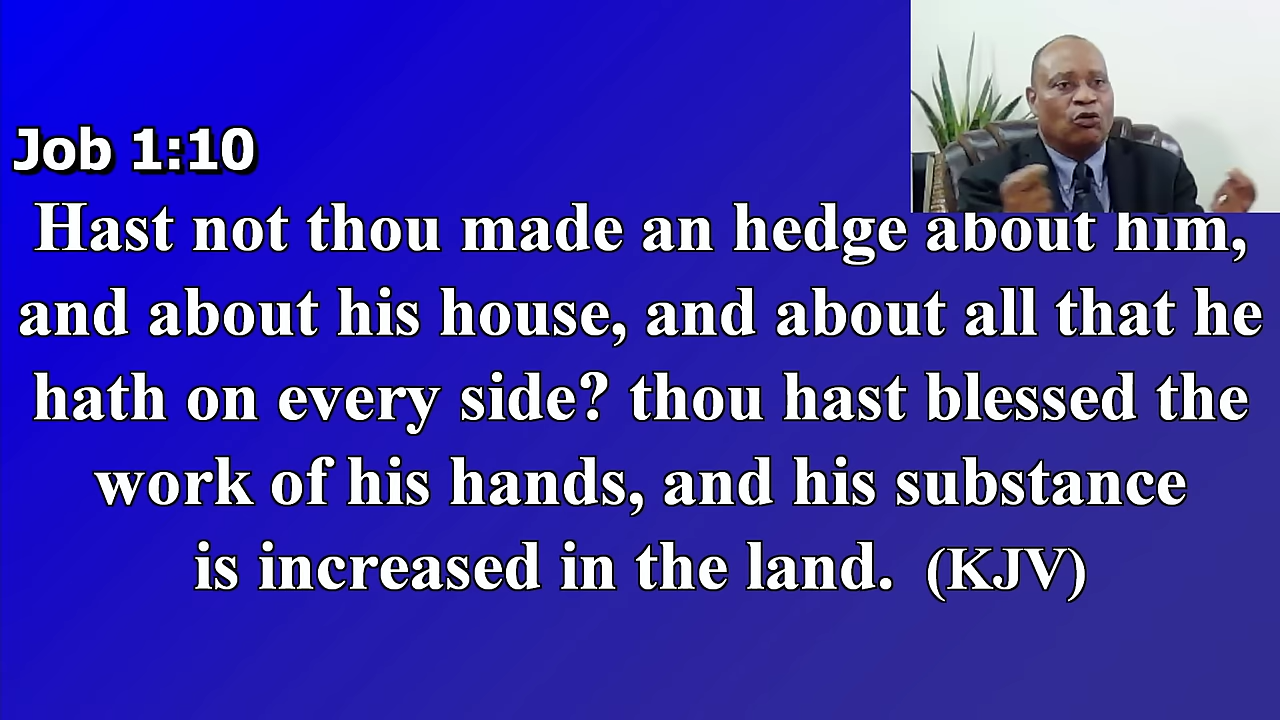 Job 1:10
Hast not thou made an hedge about him,
and about his house, and about all that he
hath on every side? thou hast blessed the
work of his hands, and his substance
is increased in the land. (KJV)